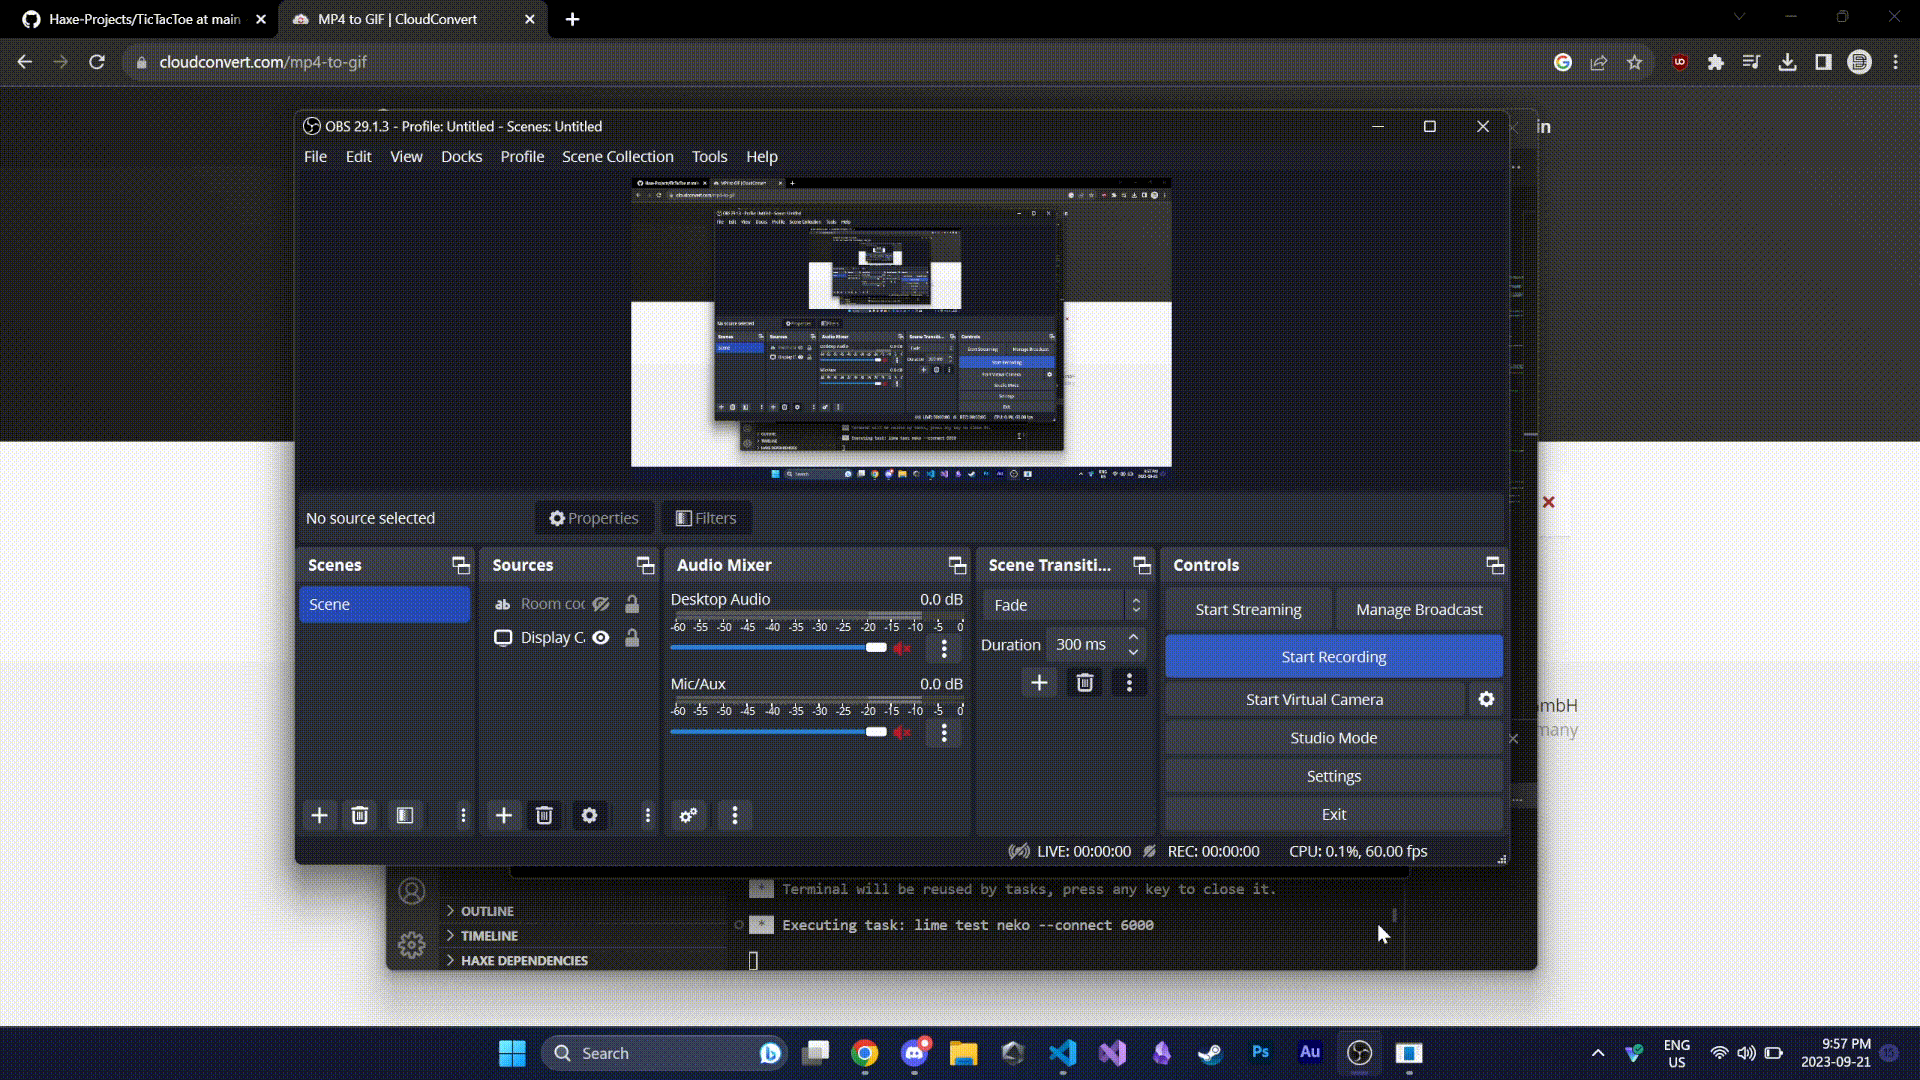 Haxe-Projects/TicTacToe at main
MP4 to GIF | CloudConvert
cloudconvert.com/mp4-to-gif
OBS 29.1.3 - Profile: Untitled - Scenes: Untitled
in
File Edit View Docks Profile Scene Collection Tools Help
No source selected
Properties
Filters
Scenes
Scene
Sources
ab Room coc
Display C
Audio Mixer
Desktop Audio 0.0 dB
-60 -55 -50 -45 -40 -35 -30 -25 -20 -15 -10 -5 0
Mic/Aux 0.0 dB
-60 -55 -50 -45 -40 -35 -30 -25 -20 -15 -10 -5 0
Scene Transiti...
Fade
Duration 300 ms
Controls
Start Streaming
Manage Broadcast
Start Recording
Start Virtual Camera
Studio Mode
Settings
Exit
mbH
many
LIVE: 00:00:00 REC: 00:00:00 CPU: 0.1%, 60.00 fps
OUTLINE
TIMELINE
HAXE DEPENDENCIES
* Terminal will be reused by tasks, press any key to close it.
* Executing task: lime test neko --connect 6000
Search
Ps
Au
ENG
US
9:57 PM
2023-09-21